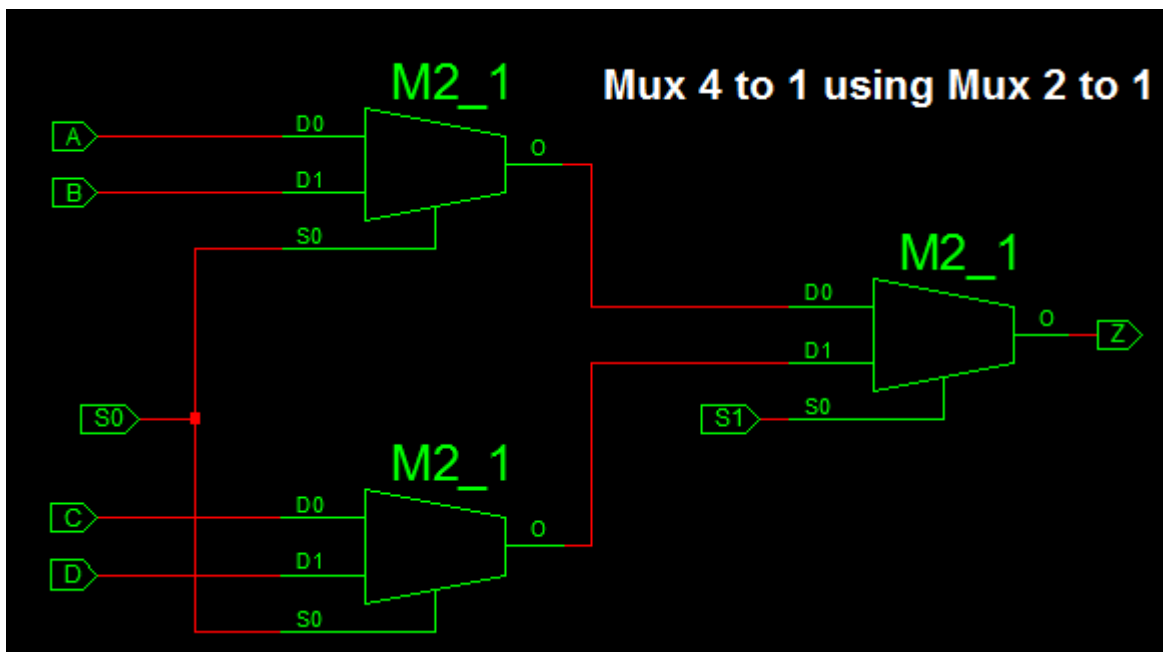 M2_1
Mux 4 to 1 using Mux 2 to 1
A
D0
O
B
D1
S0
M2_1
D0
O
Z
D1
S0
S1
S0
M2_1
C
D0
O
D
D1
S0